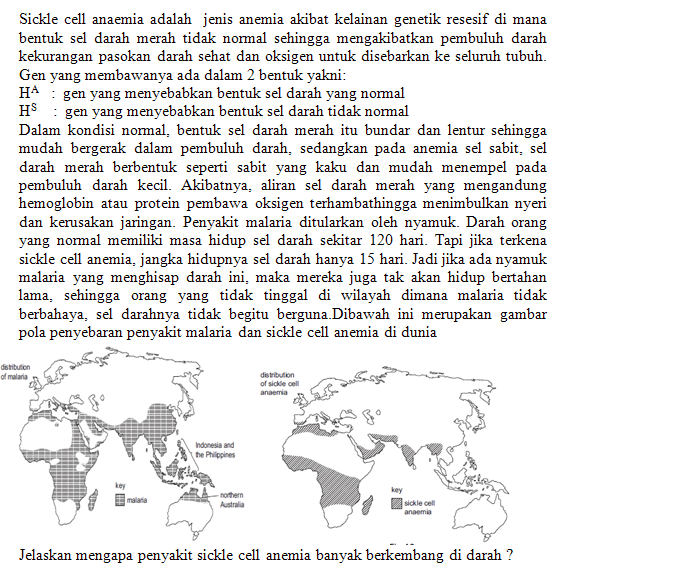 Sickle cell anaemia adalah jenis anemia akibat kelainan genetik resesif di mana
bentuk sel darah merah tidak normal sehingga mengakibatkan pembuluh darah
kekurangan pasokan darah sehat dan oksigen untuk disebarkan ke seluruh tubuh.
Gen yang membawanya ada dalam 2 bentuk yakni:
Hᴬ : gen yang menyebabkan bentuk sel darah yang normal
Hˢ : gen yang menyebabkan bentuk sel darah tidak normal
Dalam kondisi normal, bentuk sel darah merah itu bundar dan lentur sehingga
mudah bergerak dalam pembuluh darah, sedangkan pada anemia sel sabit, sel
darah merah berbentuk seperti sabit yang kaku dan mudah menempel pada
pembuluh darah kecil. Akibatnya, aliran sel darah merah yang mengandung
hemoglobin atau protein pembawa oksigen terhambathingga menimbulkan nyeri
dan kerusakan jaringan. Penyakit malaria ditularkan oleh nyamuk. Darah orang
yang normal memiliki masa hidup sel darah sekitar 120 hari. Tapi jika terkena
sickle cell anemia, jangka hidupnya sel darah hanya 15 hari. Jadi jika ada nyamuk
malaria yang menghisap darah ini, maka mereka juga tak akan hidup bertahan
lama, sehingga orang yang tidak tinggal di wilayah dimana malaria tidak
berbahaya, sel darahnya tidak begitu berguna.Dibawah ini merupakan gambar
pola penyebaran penyakit malaria dan sickle cell anemia di dunia
distribution
of malaria
Indonesia and
the Philippines
key
malaria
northern
Australia
distribution
of sickle cell
anaemia
key
sickle cell
anaemia
Jelaskan mengapa penyakit sickle cell anemia banyak berkembang di darah ?